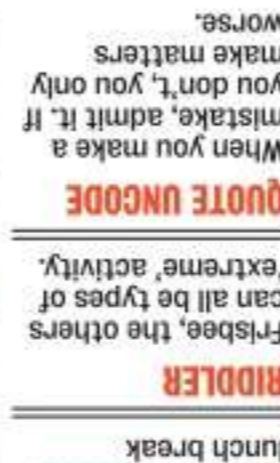 unch break
RIDDLER
Frisbee, the others
can all be types of
'extreme' activity.
QUOTE UNCODE
When you make a
mistake, admit it. If
you don't, you only
make matters
worse.